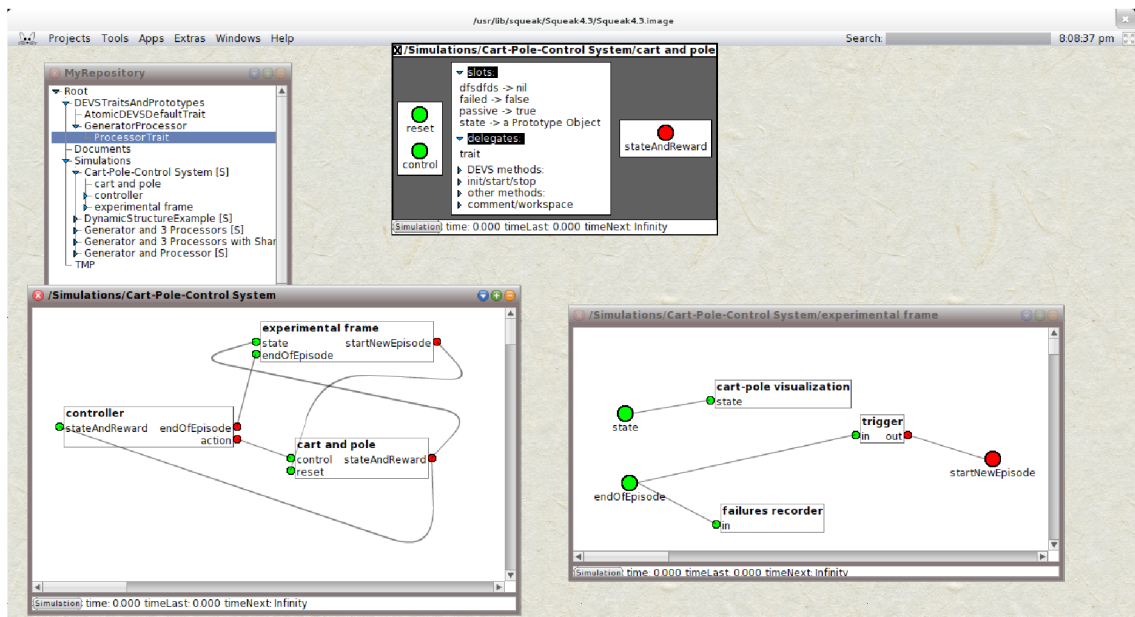 /usr/lib/squeak/Squeak4.3/Squeak4.3.image
Projects Tools Apps Extras Windows Help
Search:
8:08:37 pm
MyRepository
Root
DEVSTraitsAndPrototypes
AtomicDEVSDefaultTrait
GeneratorProcessor
ProcessorTrait
Documents
Simulations
Cart-Pole-Control System [S]
cart and pole
controller
experimental frame
DynamicStructureExample [S]
Generator and 3 Processors [S]
Generator and 3 Processors with Shar
Generator and Processor [S]
TMP
X /Simulations/Cart-Pole-Control System/cart and pole
reset
control
slots:
dfsdfds -> nil
failed -> false
passive -> true
state -> a Prototype Object
delegates:
trait
DEVS methods:
init/start/stop
other methods:
comment/workspace
stateAndReward
Simulation time: 0.000 timeLast: 0.000 timeNext: Infinity
/Simulations/Cart-Pole-Control System
experimental frame
state startNewEpisode
endOfEpisode
controller
stateAndReward endOfEpisode
action
cart and pole
control stateAndReward
reset
Simulation time: 0.000 timeLast: 0.000 timeNext: Infinity
/Simulations/Cart-Pole-Control System/experimental frame
cart-pole visualization
state
state
trigger
in out
startNewEpisode
endOfEpisode
failures recorder
in
Simulation time: 0.000 timeLast: 0.000 timeNext: Infinity